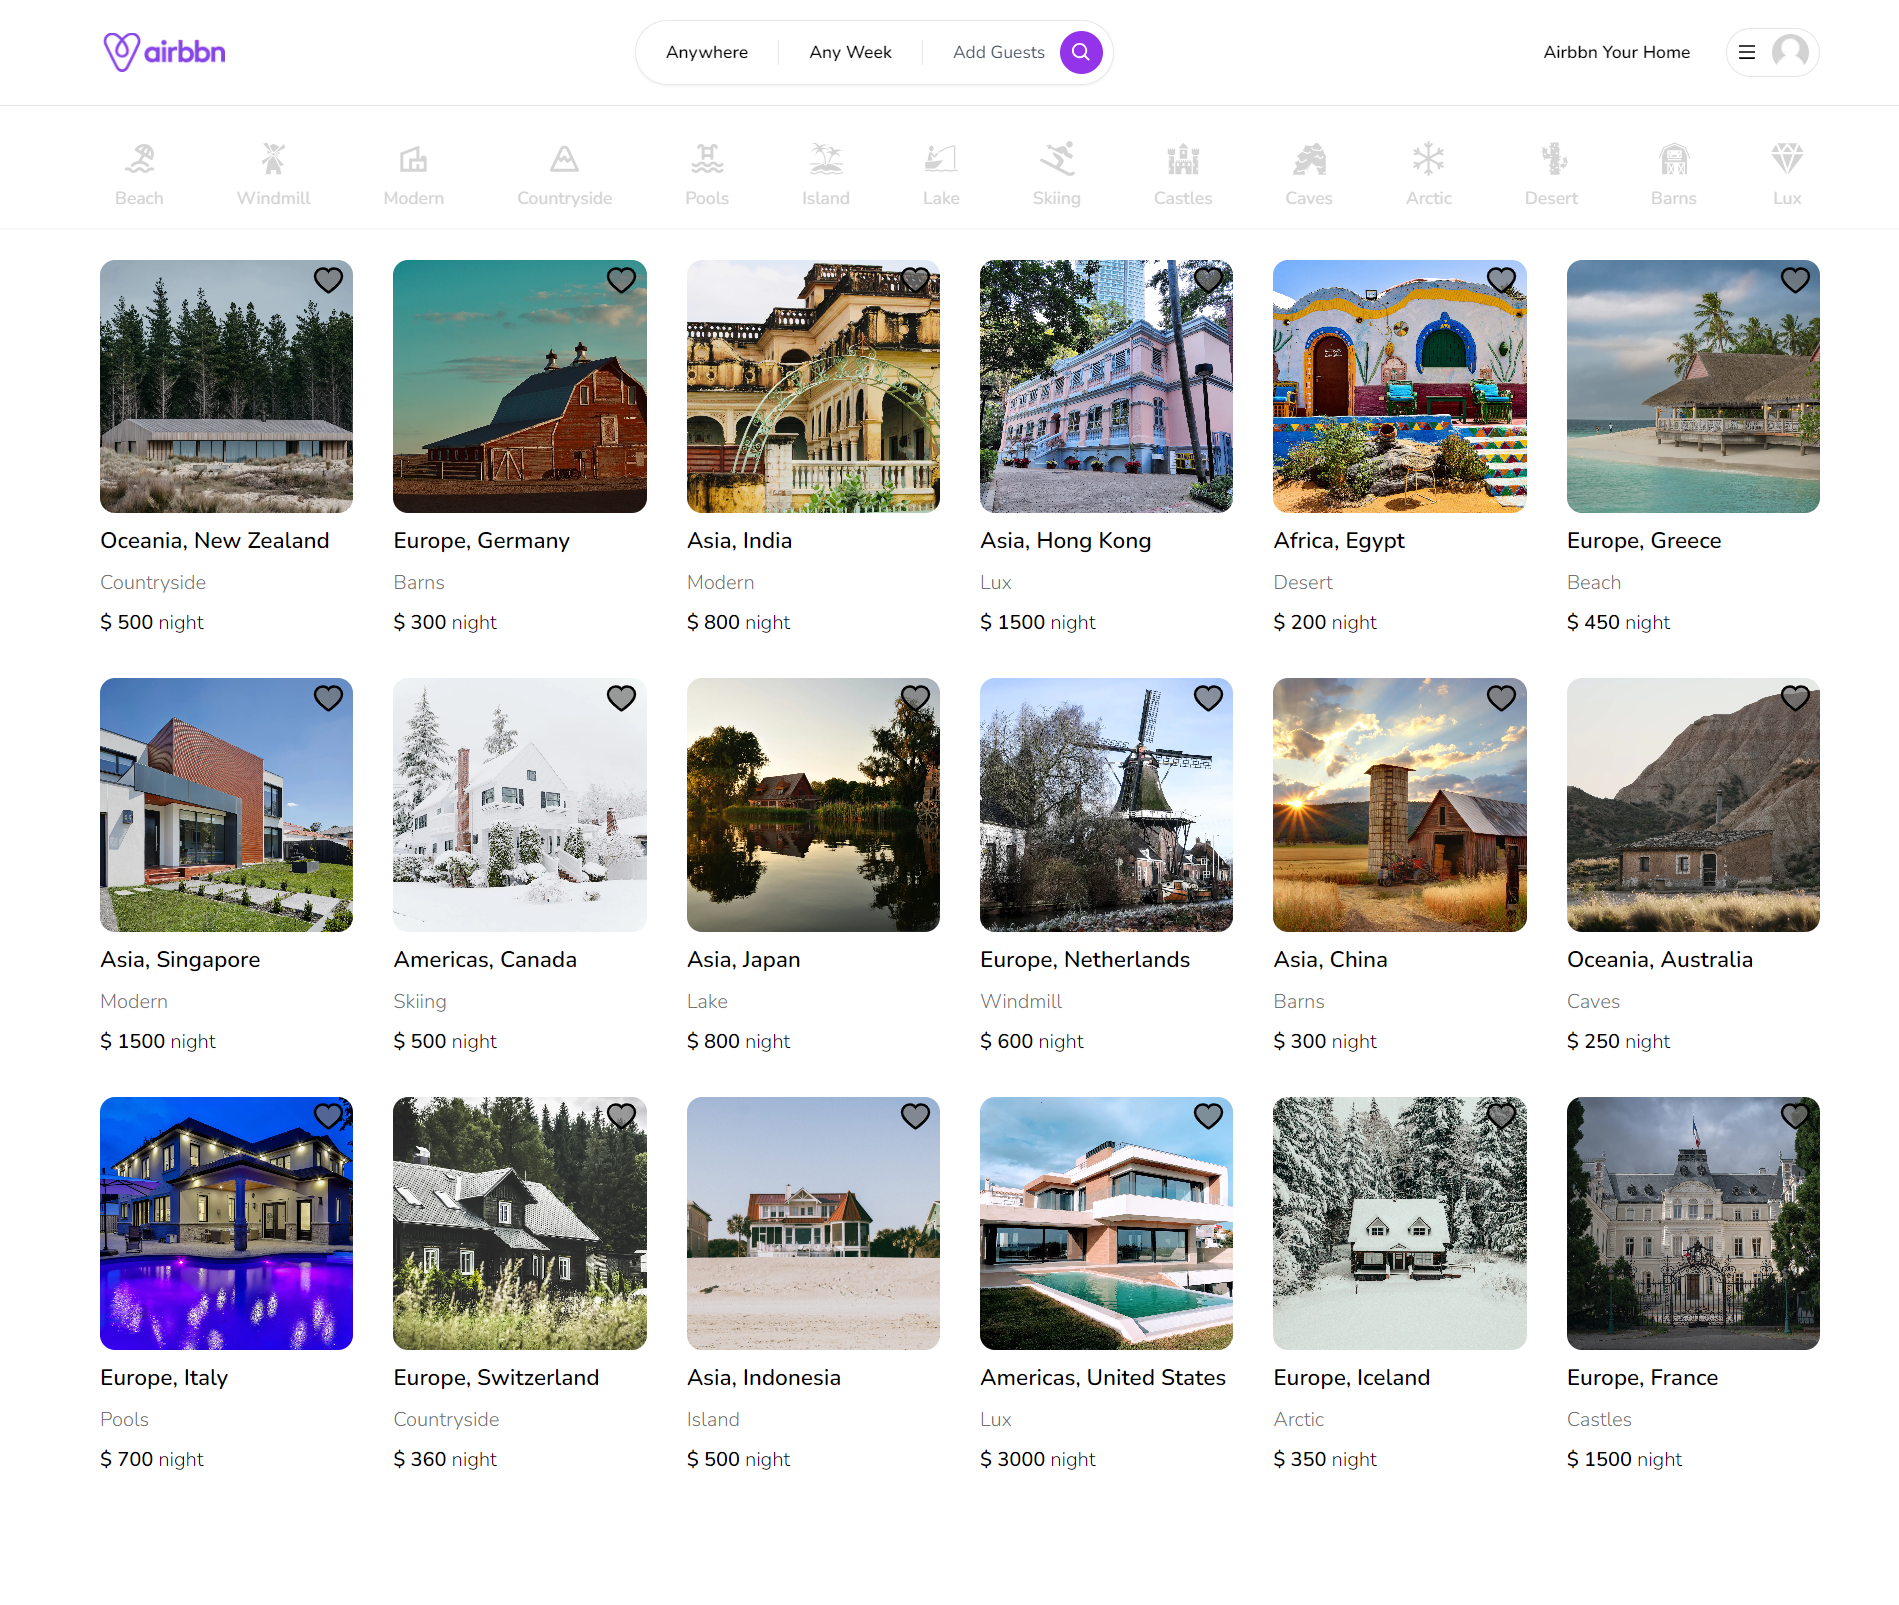 airbbn
Anywhere
Any Week
Add Guests
Airbbn Your Home
Beach
Windmill
Modern
Countryside
Pools
Island
Lake
Skiing
Castles
Caves
Arctic
Desert
Barns
Lux
Oceania, New Zealand
Countryside
$ 500 night
Europe, Germany
Barns
$ 300 night
Asia, India
Modern
$ 800 night
Asia, Hong Kong
Lux
$ 1500 night
Africa, Egypt
Desert
$ 200 night
Europe, Greece
Beach
$ 450 night
Asia, Singapore
Modern
$ 1500 night
Americas, Canada
Skiing
$ 500 night
Asia, Japan
Lake
$ 800 night
Europe, Netherlands
Windmill
$ 600 night
Asia, China
Barns
$ 300 night
Oceania, Australia
Caves
$ 250 night
Europe, Italy
Pools
$ 700 night
Europe, Switzerland
Countryside
$ 360 night
Asia, Indonesia
Island
$ 500 night
Americas, United States
Lux
$ 3000 night
Europe, Iceland
Arctic
$ 350 night
Europe, France
Castles
$ 1500 night